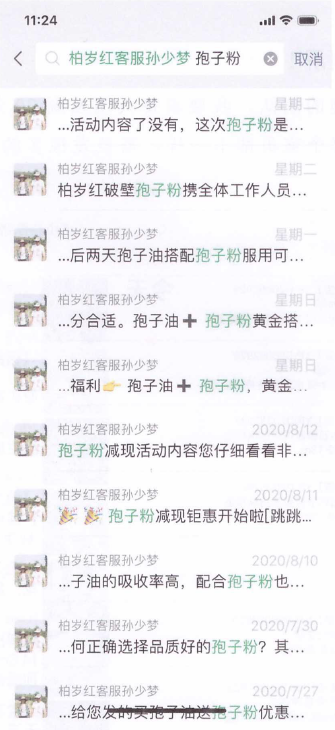 11:24
柏岁红客服孙少梦 孢子粉 取消
柏岁红客服孙少梦 星期二
...活动内容了没有，这次孢子粉是...
柏岁红客服孙少梦 星期二
柏岁红破壁孢子粉携全体工作人员...
柏岁红客服孙少梦 星期一
...后两天孢子油搭配孢子粉服用可...
柏岁红客服孙少梦 星期日
...分合适。孢子油➕ 孢子粉黄金搭...
柏岁红客服孙少梦 星期日
...福利👉 孢子油➕ 孢子粉，黄金...
柏岁红客服孙少梦 2020/8/12
孢子粉减现活动内容您仔细看看非...
柏岁红客服孙少梦 2020/8/11
🎉 🎉 孢子粉减现钜惠开始啦[跳跳...
柏岁红客服孙少梦 2020/8/10
...子油的吸收率高，配合孢子粉也...
柏岁红客服孙少梦 2020/7/30
...何正确选择品质好的孢子粉？其...
柏岁红客服孙少梦 2020/7/27
...给您发的买孢子油送孢子粉优惠...